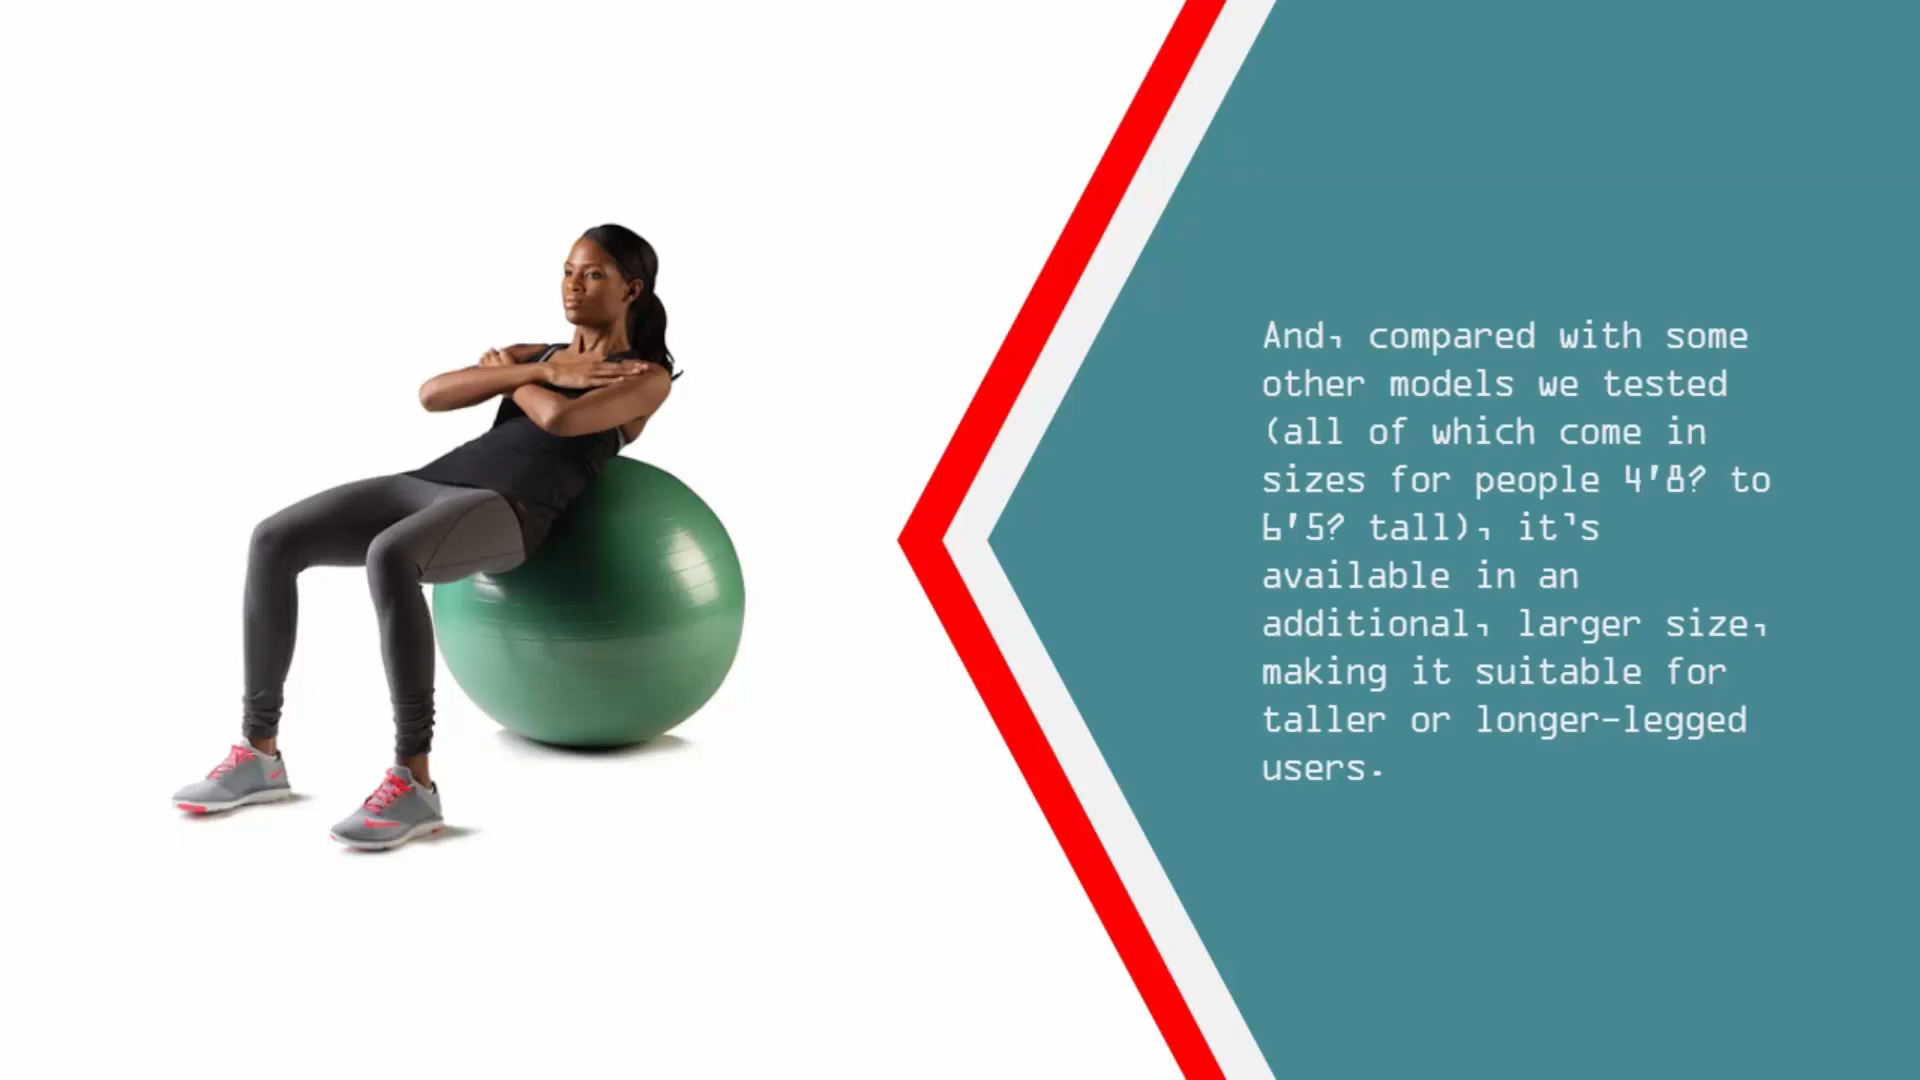 And, compared with some
other models we tested
(all of which come in
sizes for people 4'8? to
6'5? tall), it's
available in an
additional, larger size,
making it suitable for
taller or longer-legged
users.